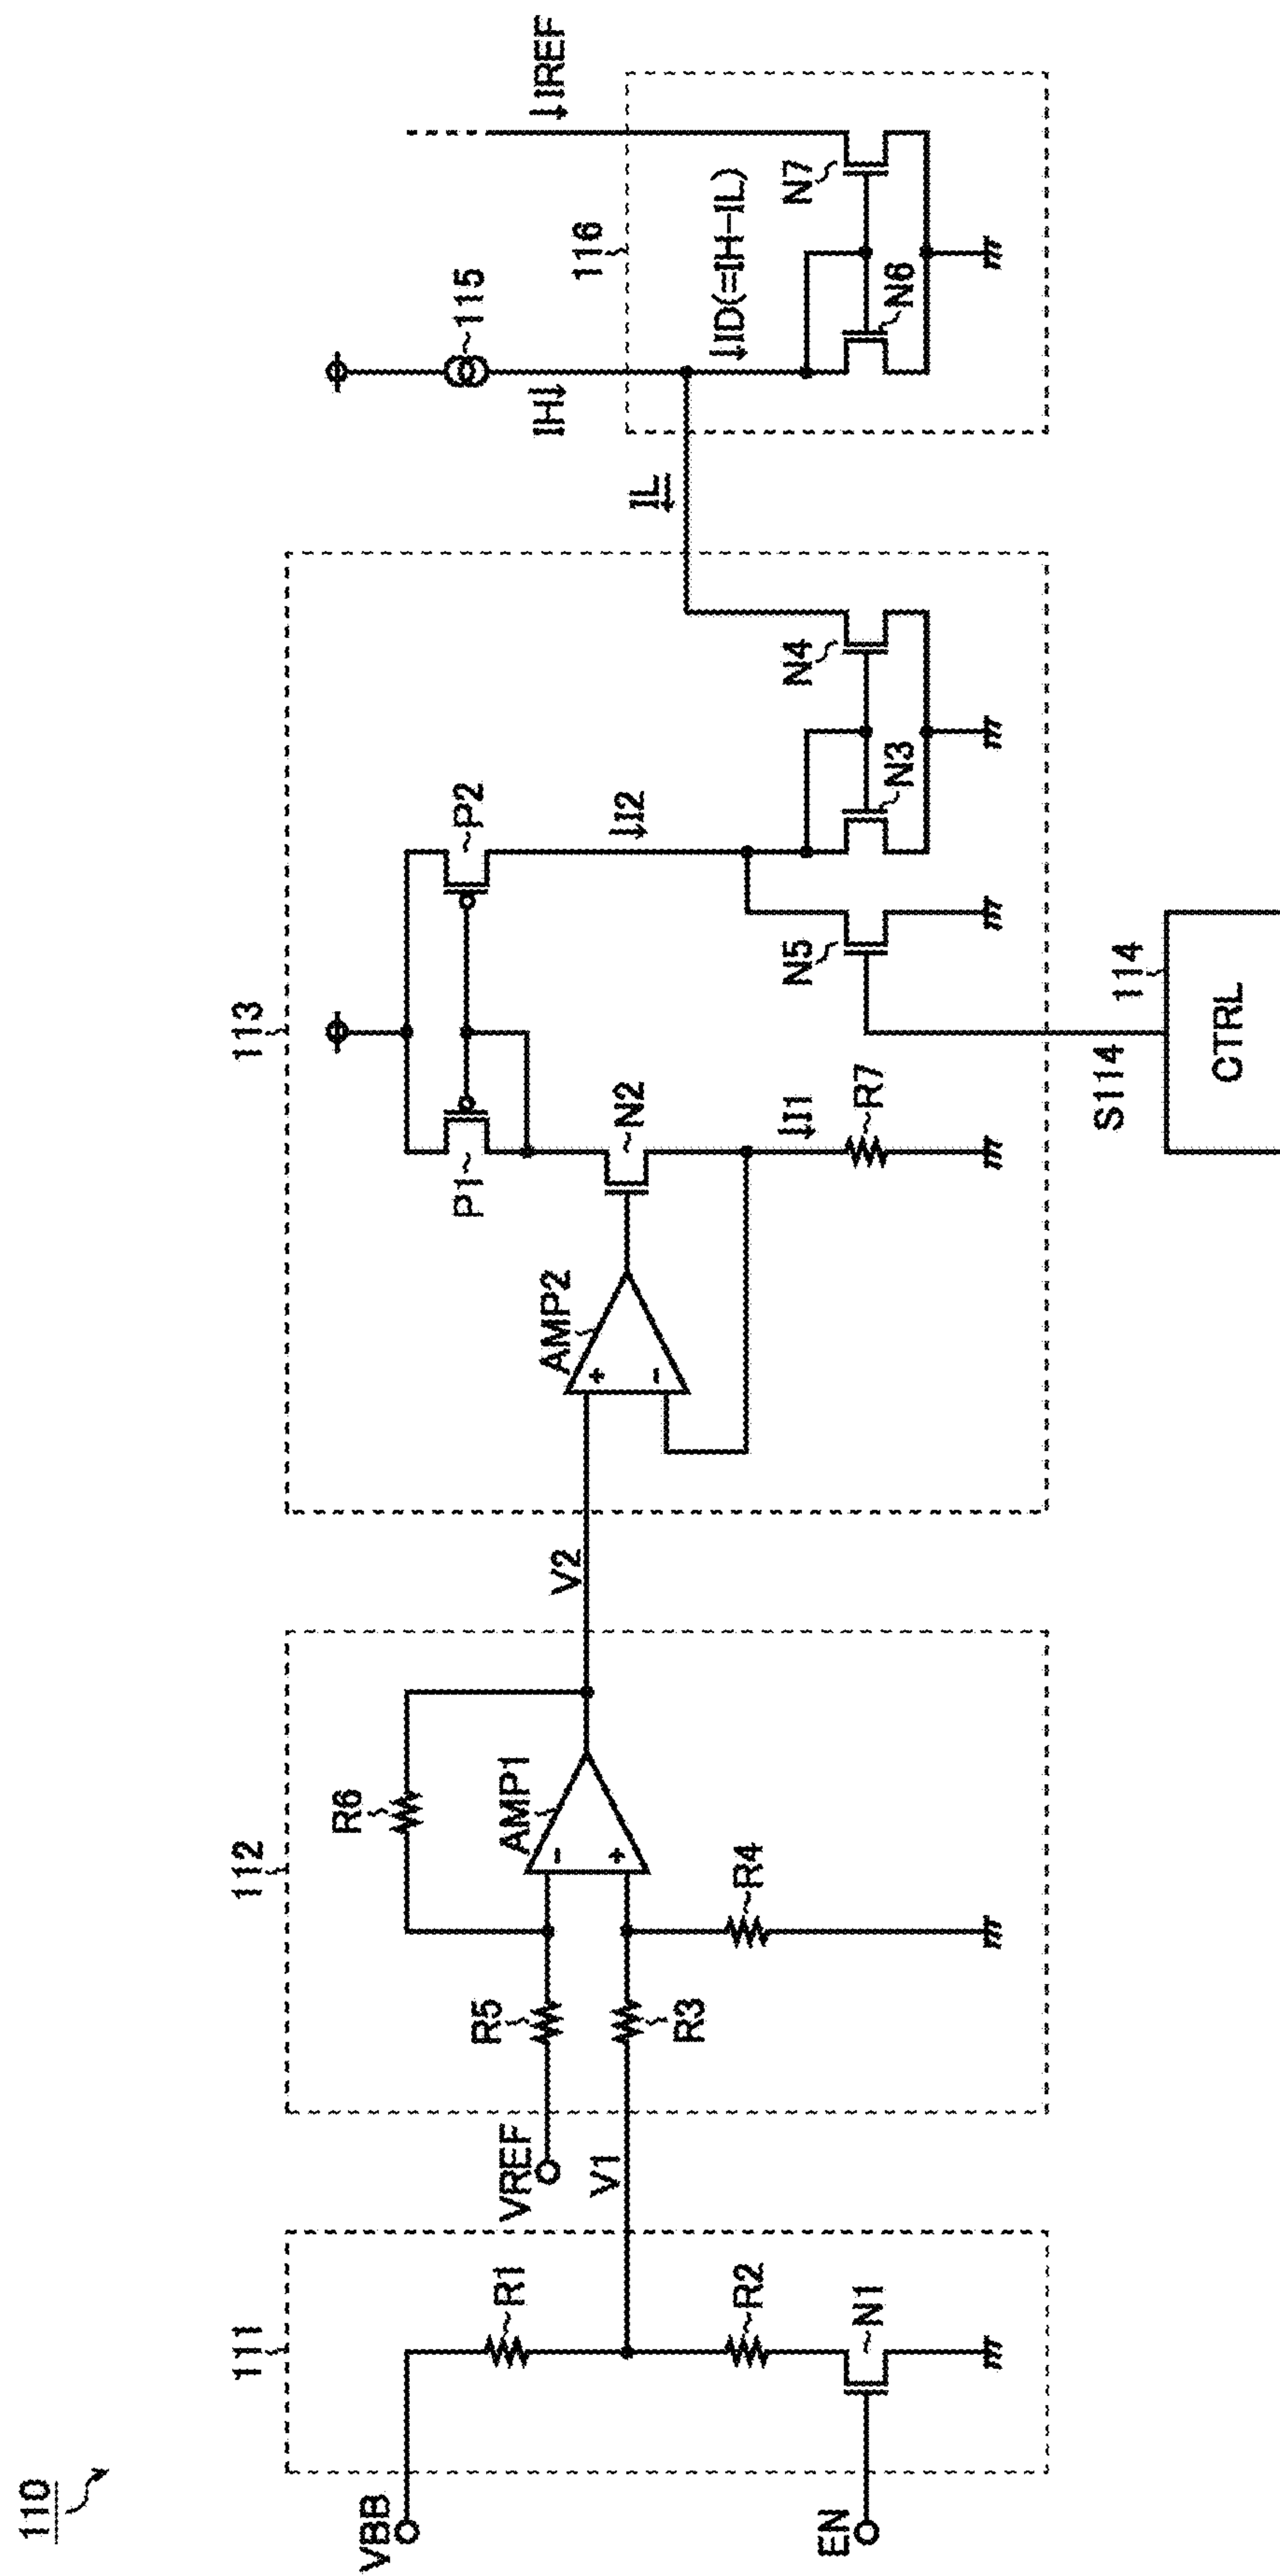 110
111
VBB
EN
R1
R2
N1
V1
VREF
112
R5
R3
R6
AMP1
-
+
R4
V2
113
AMP2
+
-
P1
P2
N2
↓I1
R7
↓I2
N5
N3
N4
S114
114
CTRL
IL
←
115
IH↓
116
↓ID(=IH-IL)
N6
N7
↓IREF